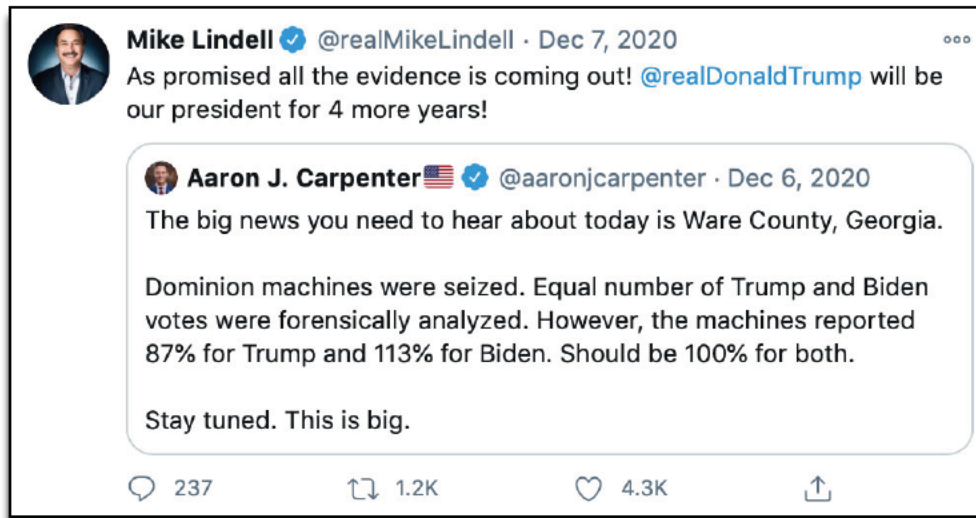 Mike Lindell @realMikeLindell · Dec 7, 2020
As promised all the evidence is coming out! @realDonaldTrump will be
our president for 4 more years!
Aaron J. Carpenter🇺🇸 @aaronjcarpenter · Dec 6, 2020
The big news you need to hear about today is Ware County, Georgia.
Dominion machines were seized. Equal number of Trump and Biden
votes were forensically analyzed. However, the machines reported
87% for Trump and 113% for Biden. Should be 100% for both.
Stay tuned. This is big.
237 1.2K 4.3K